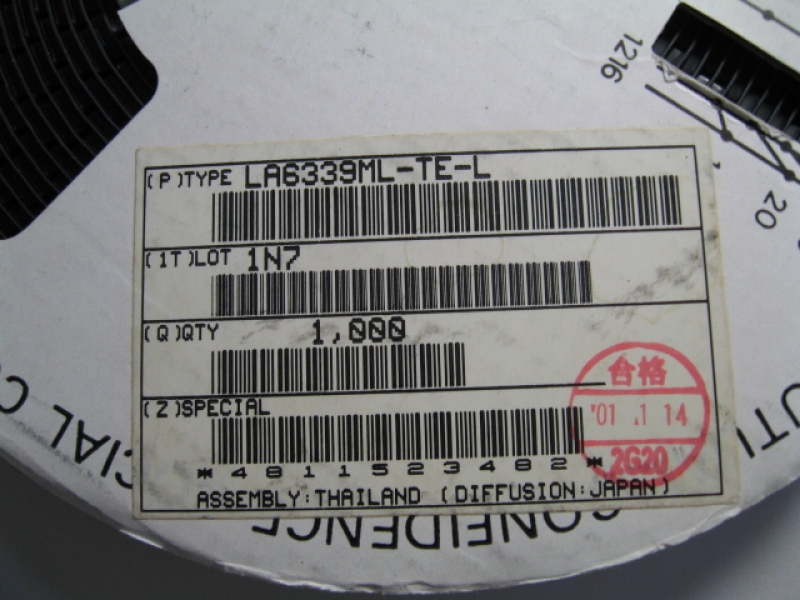 1216
20
(P)TYPE LA6339ML-TE-L
(1T)LOT 1N7
(Q)QTY 1,000
(Z)SPECIAL
*4811523482*
ASSEMBLY:THAILAND (DIFFUSION:JAPAN)
合格
'01 .1 14
2G20
CONFIDENCE